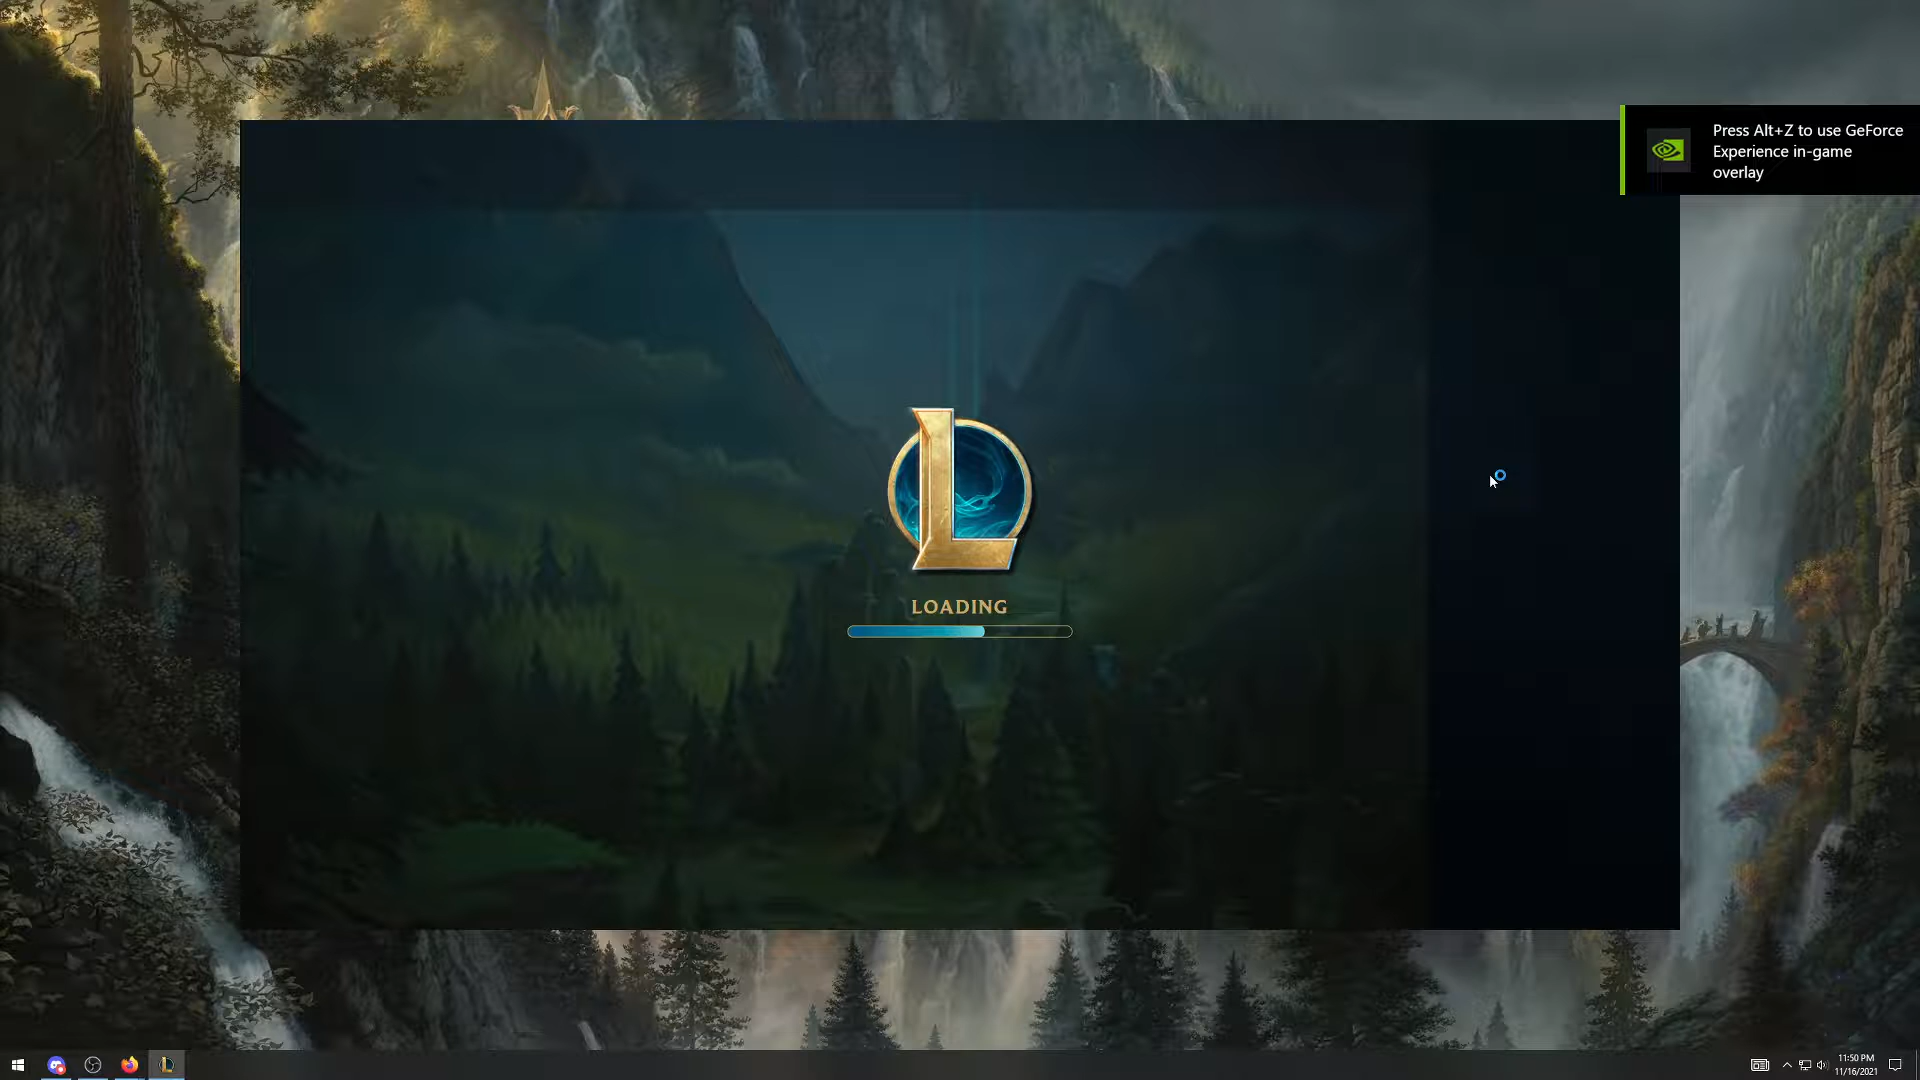 Press Alt+Z to use GeForce
Experience in-game
overlay
LOADING
11:50 PM
11/16/2021